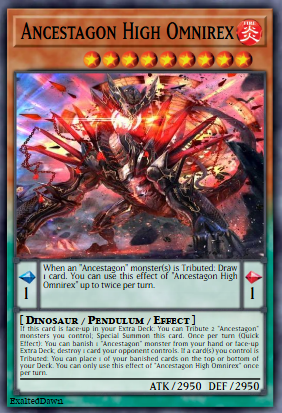 ANCESTAGON HIGH OMNIREX
FIRE
炎
When an "Ancestagon" monster(s) is Tributed: Draw
1 card. You can use this effect of "Ancestagon High
Omnirex" up to twice per turn.
1
1
[ DINOSAUR / PENDULUM / EFFECT ]
If this card is face-up in your Extra Deck: You can Tribute 2 "Ancestagon"
monsters you control; Special Summon this card. Once per turn (Quick
Effect): You can banish 1 "Ancestagon" monster from your hand or face-up
Extra Deck; destroy 1 card your opponent controls. If a card(s) you control is
Tributed: You can place 1 of your banished cards on the top or bottom
of your Deck. You can only use this effect of "Ancestagon High Omnirex" once
per turn.
ATK / 2950 DEF / 2950
ExaltedDawn